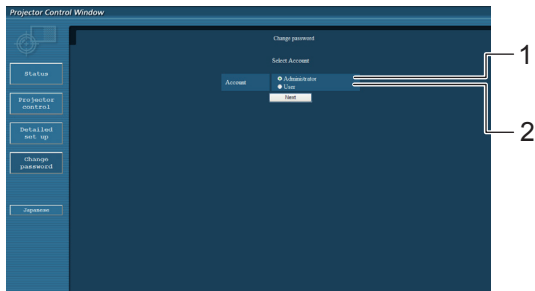 Projector Control Window
Change password
Select Account
Account
Administrator
User
Next
Status
Projector
control
Detailed
set up
Change
password
Japanese
1
2